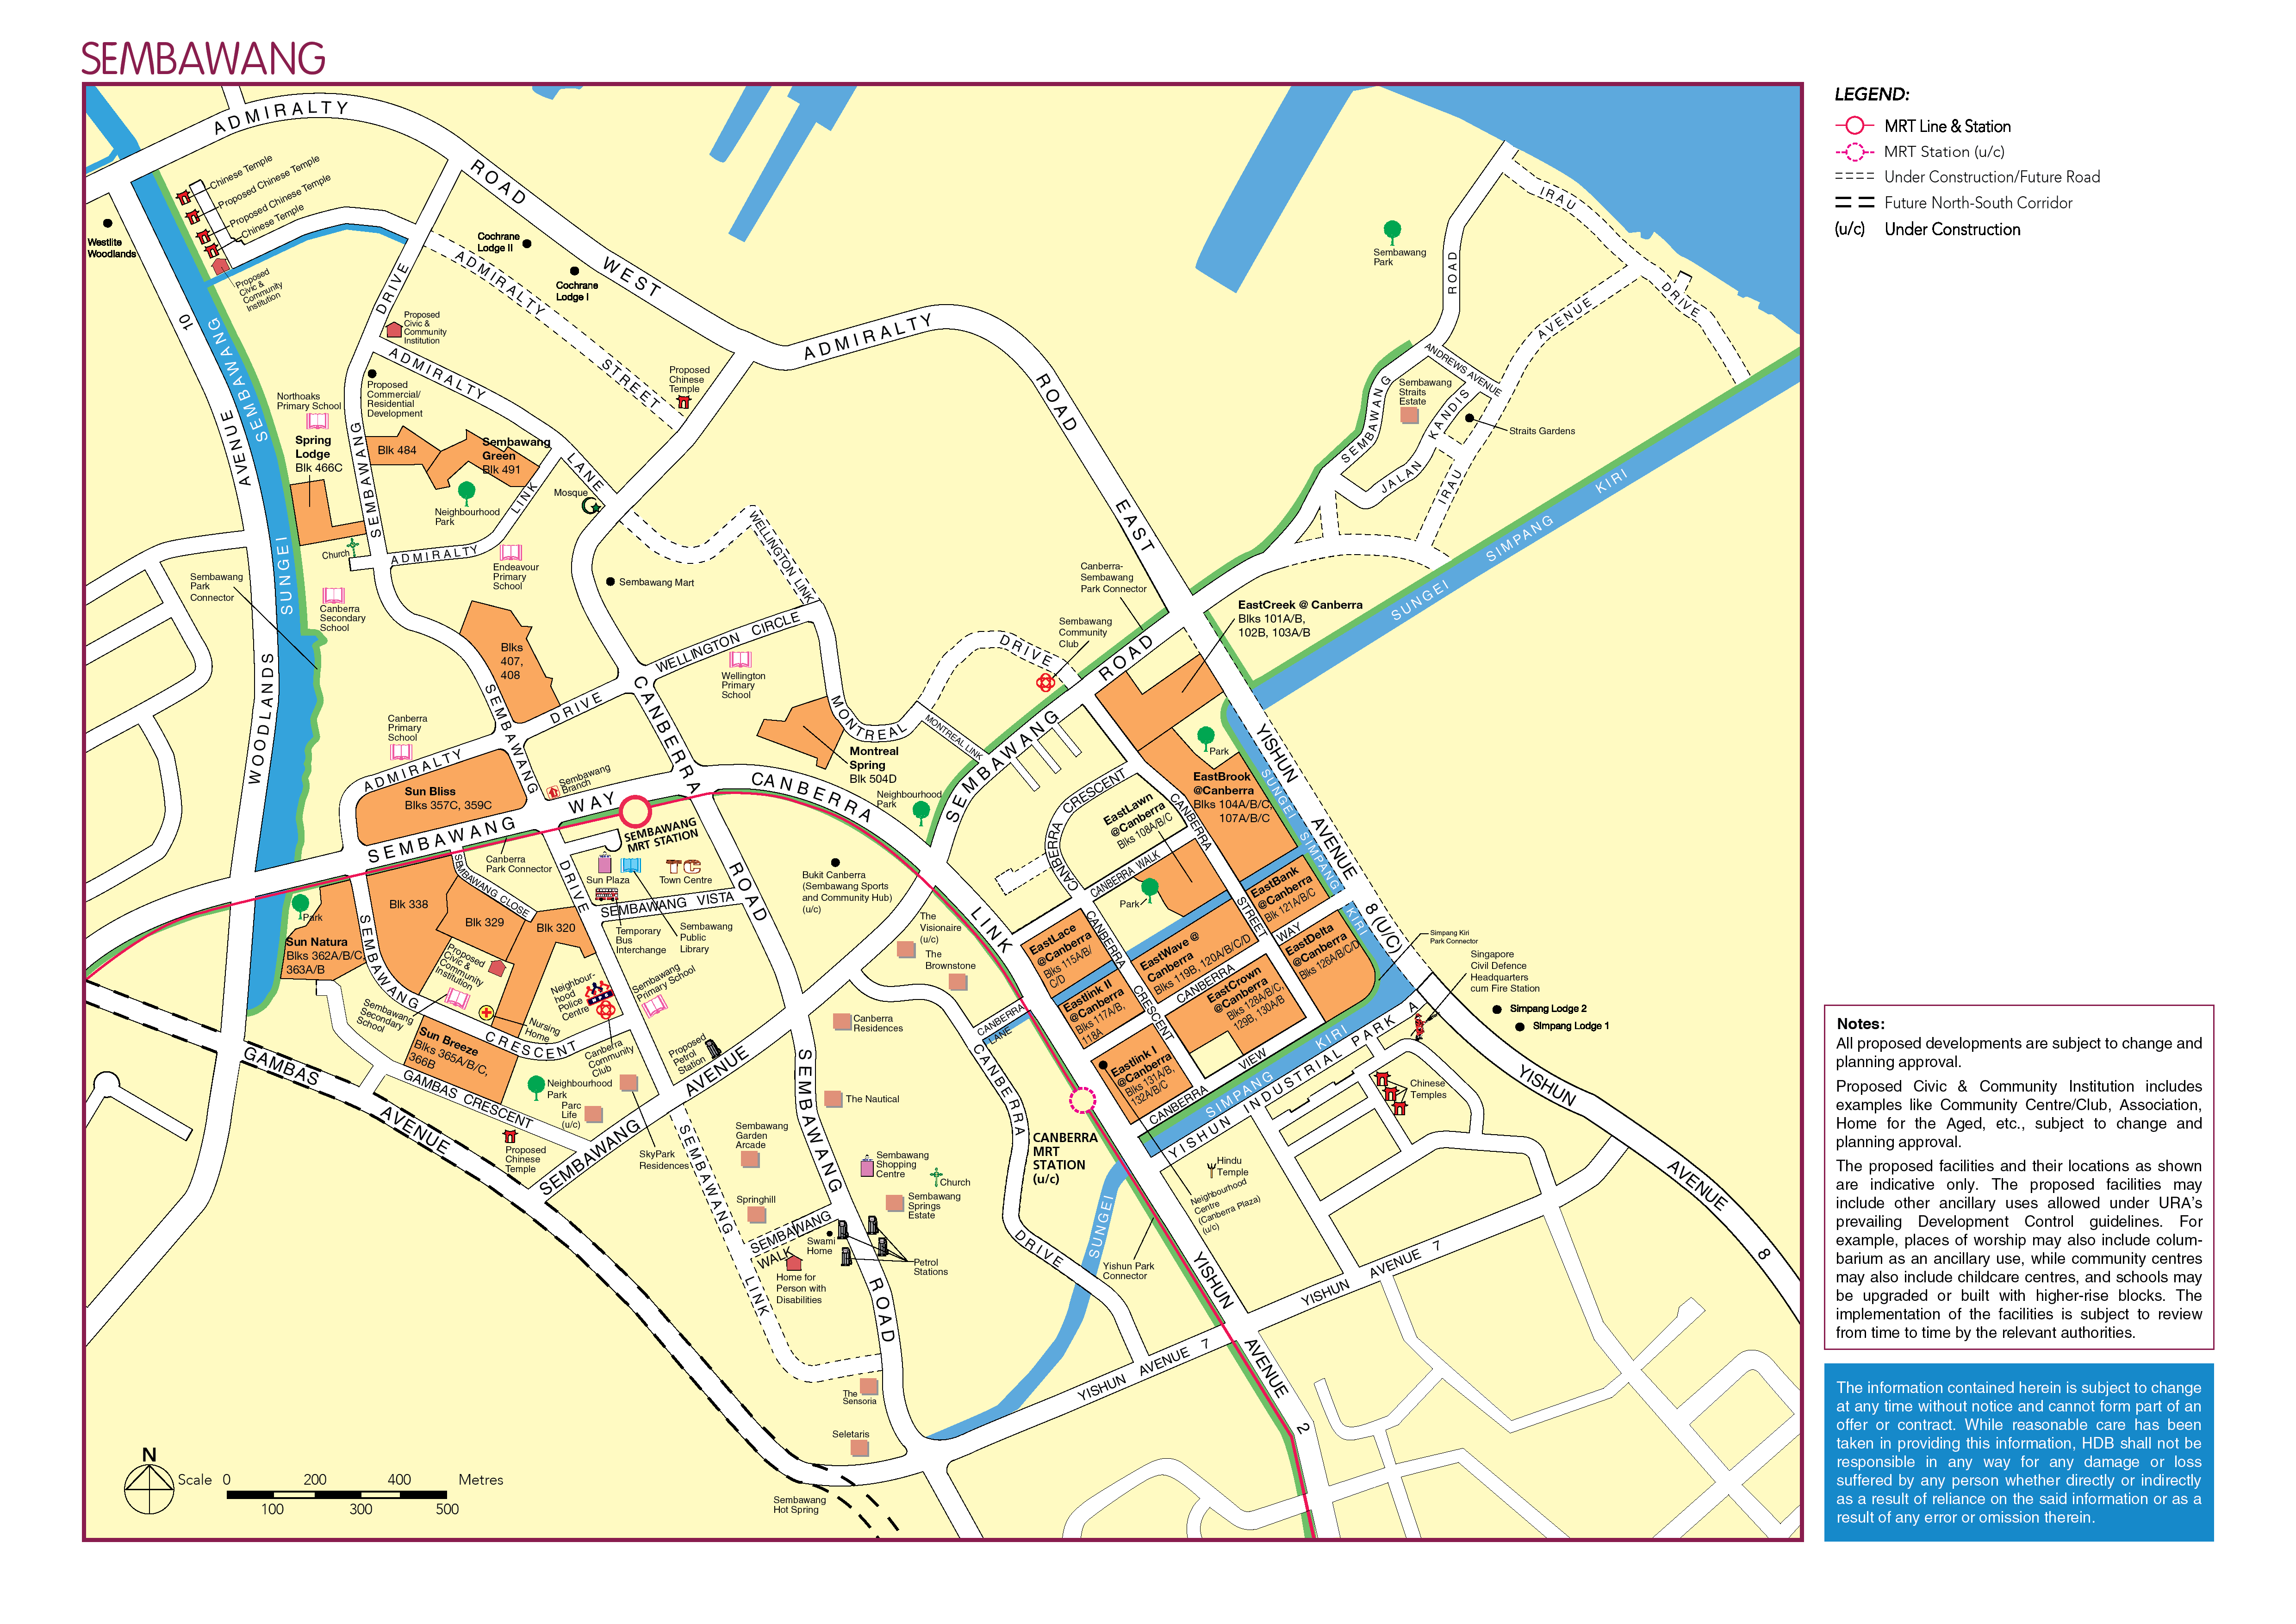 SEMBAWANG
LEGEND:
MRT Line & Station
MRT Station (u/c)
Under Construction/Future Road
Future North-South Corridor
(u/c) Under Construction
ADMIRALTY
ROAD
WEST
ADMIRALTY
ROAD
EAST
Chinese Temple
Proposed Chinese Temple
Proposed Chinese Temple
Chinese Temple
Proposed
Civic &
Community
Institution
Westlite
Woodlands
Cochrane
Lodge II
Cochrane
Lodge I
ADMIRALTY
STREET
DRIVE
SEMBAWANG
SUNGEI
SEMBAWANG
WOODLANDS
AVENUE
10
Proposed
Civic &
Community
Institution
ADMIRALTY
LANE
Proposed
Commercial/
Residential
Development
Proposed
Chinese
Temple
Northoaks
Primary School
Spring
Lodge
Blk 466C
Blk 484
Sembawang
Green
Blk 491
Neighbourhood
Park
LINK
ADMIRALTY
Mosque
Church
Endeavour
Primary
School
Sembawang Mart
WELLINGTON LINK
Sembawang
Park
Connector
Canberra
Secondary
School
Blks
407,
408
WELLINGTON CIRCLE
Wellington
Primary
School
SEMBAWANG
DRIVE
ADMIRALTY
CANBERRA
Canberra
Primary
School
Sun Bliss
Blks 357C, 359C
Sembawang
Branch
SEMBAWANG
WAY
SEMBAWANG
MRT STATION
Montreal
Spring
Blk 504D
MONTREAL
DRIVE
MONTREAL LINK
Neighbourhood
Park
CANBERRA
LINK
Canberra
Park Connector
SEMBAWANG CLOSE
DRIVE
Sun Plaza
Town Centre
SEMBAWANG VISTA
Temporary
Bus
Interchange
Sembawang
Public
Library
ROAD
Bukit Canberra
(Sembawang Sports
and Community Hub)
(u/c)
The
Visionaire
(u/c)
The
Brownstone
Park
Blk 338
Blk 329
Blk 320
Sun Natura
Blks 362A/B/C,
363A/B
SEMBAWANG
CRESCENT
Proposed
Civic &
Community
Institution
Sembawang
Secondary
School
Nursing
Home
Neighbour-
hood
Police
Centre
Sembawang
Primary School
Canberra
Community
Club
Proposed
Petrol
Station
Sun Breeze
Blks 365A/B/C,
366B
GAMBAS CRESCENT
GAMBAS
AVENUE
Neighbourhood
Park
Parc
Life
(u/c)
Proposed
Chinese
Temple
SEMBAWANG
AVENUE
SkyPark
Residences
SEMBAWANG
LINK
Canberra
Residences
The Nautical
Sembawang
Garden
Arcade
Springhill
SEMBAWANG
WALK
Swami
Home
Home for
Person with
Disabilities
Sembawang
Shopping
Centre
Church
Sembawang
Springs
Estate
Petrol
Stations
SEMBAWANG
ROAD
The
Sensoria
Seletaris
Sembawang
Hot Spring
CANBERRA
LANE
CANBERRA
DRIVE
CANBERRA
MRT
STATION
(u/c)
SUNGEI
Yishun Park
Connector
Neighbourhood
Centre
(Canberra Plaza)
(u/c)
Hindu
Temple
YISHUN
AVENUE
2
YISHUN AVENUE 7
YISHUN AVENUE 7
Sembawang
Park
IRAU
DRIVE
IRAU
AVENUE
ROAD
ANDREWS AVENUE
Sembawang
Straits
Estate
SEMBAWANG
JALAN
KANDIS
Straits Gardens
SUNGEI
SIMPANG
KIRI
Canberra-
Sembawang
Park Connector
Sembawang
Community
Club
SEMBAWANG
ROAD
EastCreek @ Canberra
Blks 101A/B,
102B, 103A/B
Park
EastBrook
@Canberra
Blks 104A/B/C,
107A/B/C
YISHUN
AVENUE
8 (U/C)
SUNGEI
SIMPANG
KIRI
CANBERRA
CRESCENT
EastLawn
@Canberra
Blks 108A/B/C
CANBERRA
STREET
CANBERRA WALK
Park
EastBank
@Canberra
Blk 121A/B/C
EastDelta
@Canberra
Blks 126A/B/C/D
EastWave @
Canberra
Blks 119B, 120A/B/C/D
CANBERRA
WAY
EastLace
@Canberra
Blks 115A/B/
C/D
Eastlink II
@Canberra
Blks 117A/B,
118A
CANBERRA
CRESCENT
EastCrown
@Canberra
Blks 128A/B/C,
129B, 130A/B
Eastlink I
@Canberra
Blks 131A/B,
132A/B/C
CANBERRA
VIEW
SIMPANG
KIRI
YISHUN INDUSTRIAL PARK A
Simpang Kiri
Park Connector
Singapore
Civil Defence
Headquarters
cum Fire Station
Simpang Lodge 2
Simpang Lodge 1
Chinese
Temples
YISHUN
AVENUE
8
N
Scale 0 200 400 Metres
100 300 500
Notes:
All proposed developments are subject to change and
planning approval.
Proposed Civic & Community Institution includes
examples like Community Centre/Club, Association,
Home for the Aged, etc., subject to change and
planning approval.
The proposed facilities and their locations as shown
are indicative only. The proposed facilities may
include other ancillary uses allowed under URA's
prevailing Development Control guidelines. For
example, places of worship may also include colum-
barium as an ancillary use, while community centres
may also include childcare centres, and schools may
be upgraded or built with higher-rise blocks. The
implementation of the facilities is subject to review
from time to time by the relevant authorities.
The information contained herein is subject to change
at any time without notice and cannot form part of an
offer or contract. While reasonable care has been
taken in providing this information, HDB shall not be
responsible in any way for any damage or loss
suffered by any person whether directly or indirectly
as a result of reliance on the said information or as a
result of any error or omission therein.